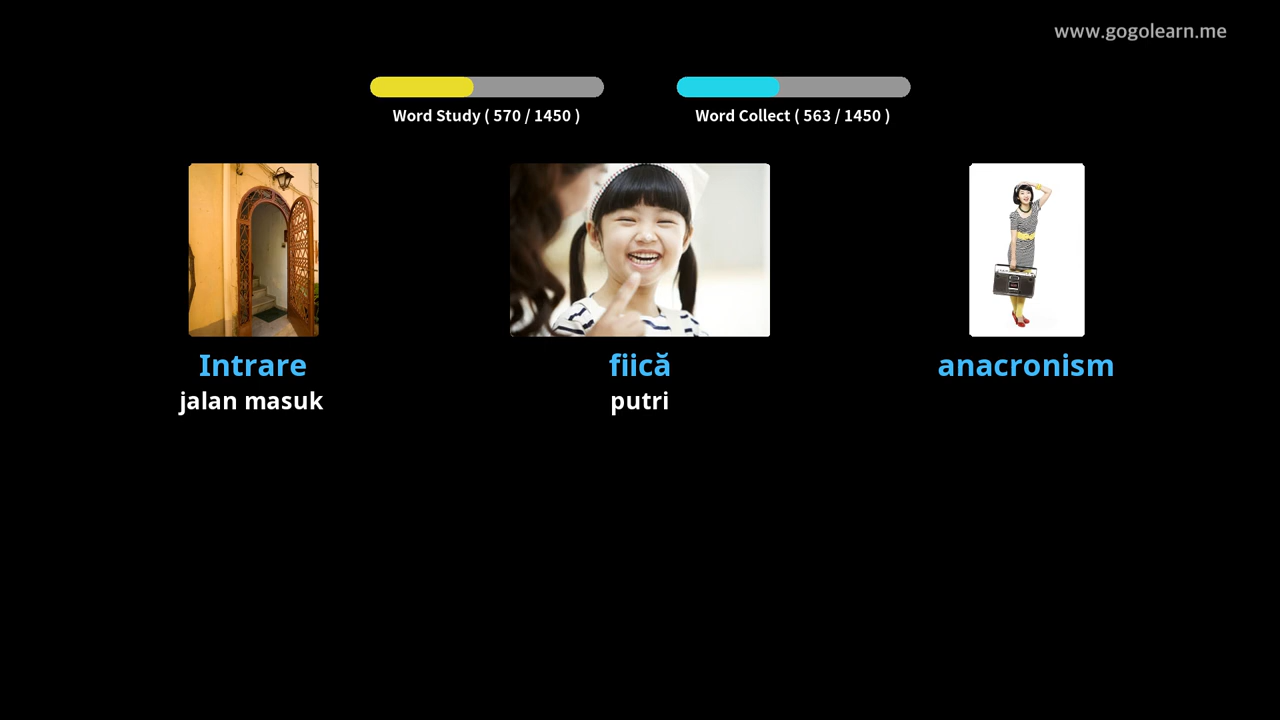 www.gogolearn.me
Word Study ( 570 / 1450 )
Word Collect ( 563 / 1450 )
Intrare
jalan masuk
fiică
putri
anacronism